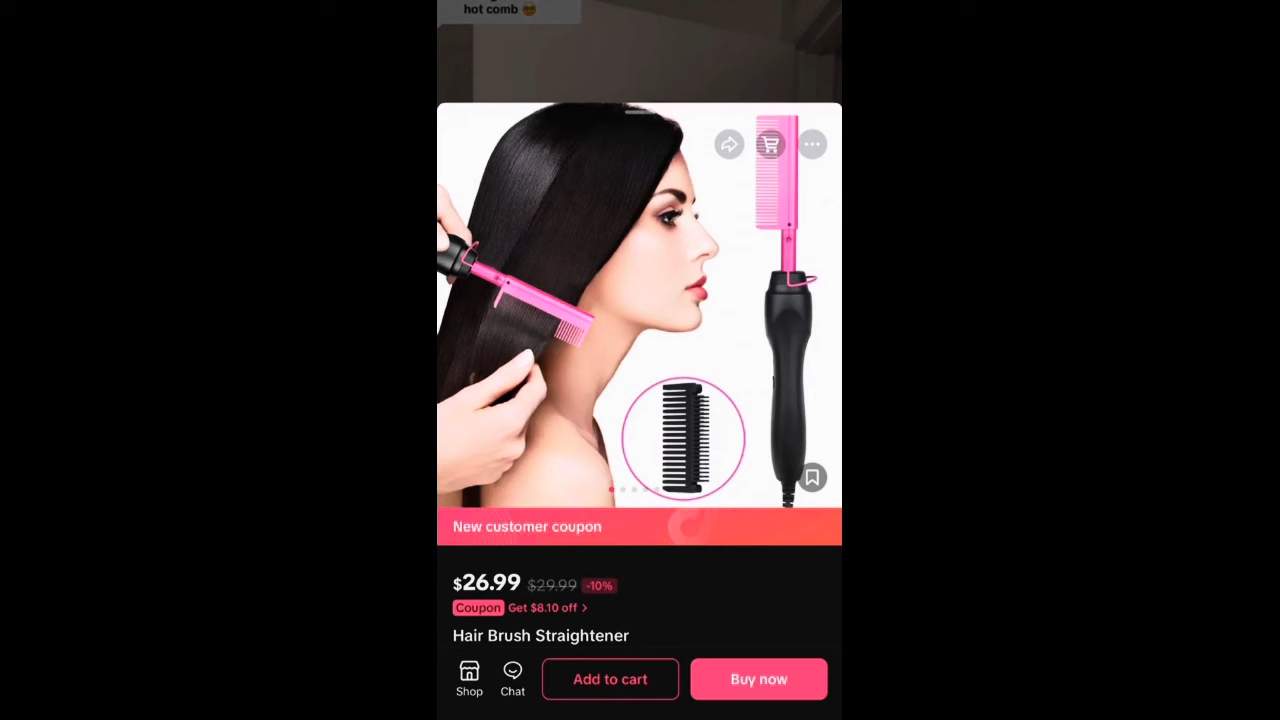 hot comb 😎
New customer coupon
$26.99 $29.99 -10%
Coupon Get $8.10 off >
Hair Brush Straightener
Shop Chat Add to cart Buy now